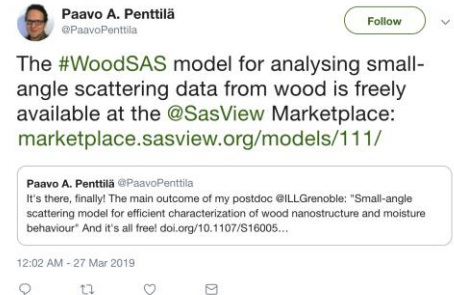 Paavo A. Penttilä
@PaavoPenttila
Follow
The #WoodSAS model for analysing small-
angle scattering data from wood is freely
available at the @SasView Marketplace:
marketplace.sasview.org/models/111/
Paavo A. Penttilä @PaavoPenttila
It's there, finally! The main outcome of my postdoc @ILLGrenoble: "Small-angle
scattering model for efficient characterization of wood nanostructure and moisture
behaviour" And it's all free! doi.org/10.1107/S16005...
12:02 AM - 27 Mar 2019